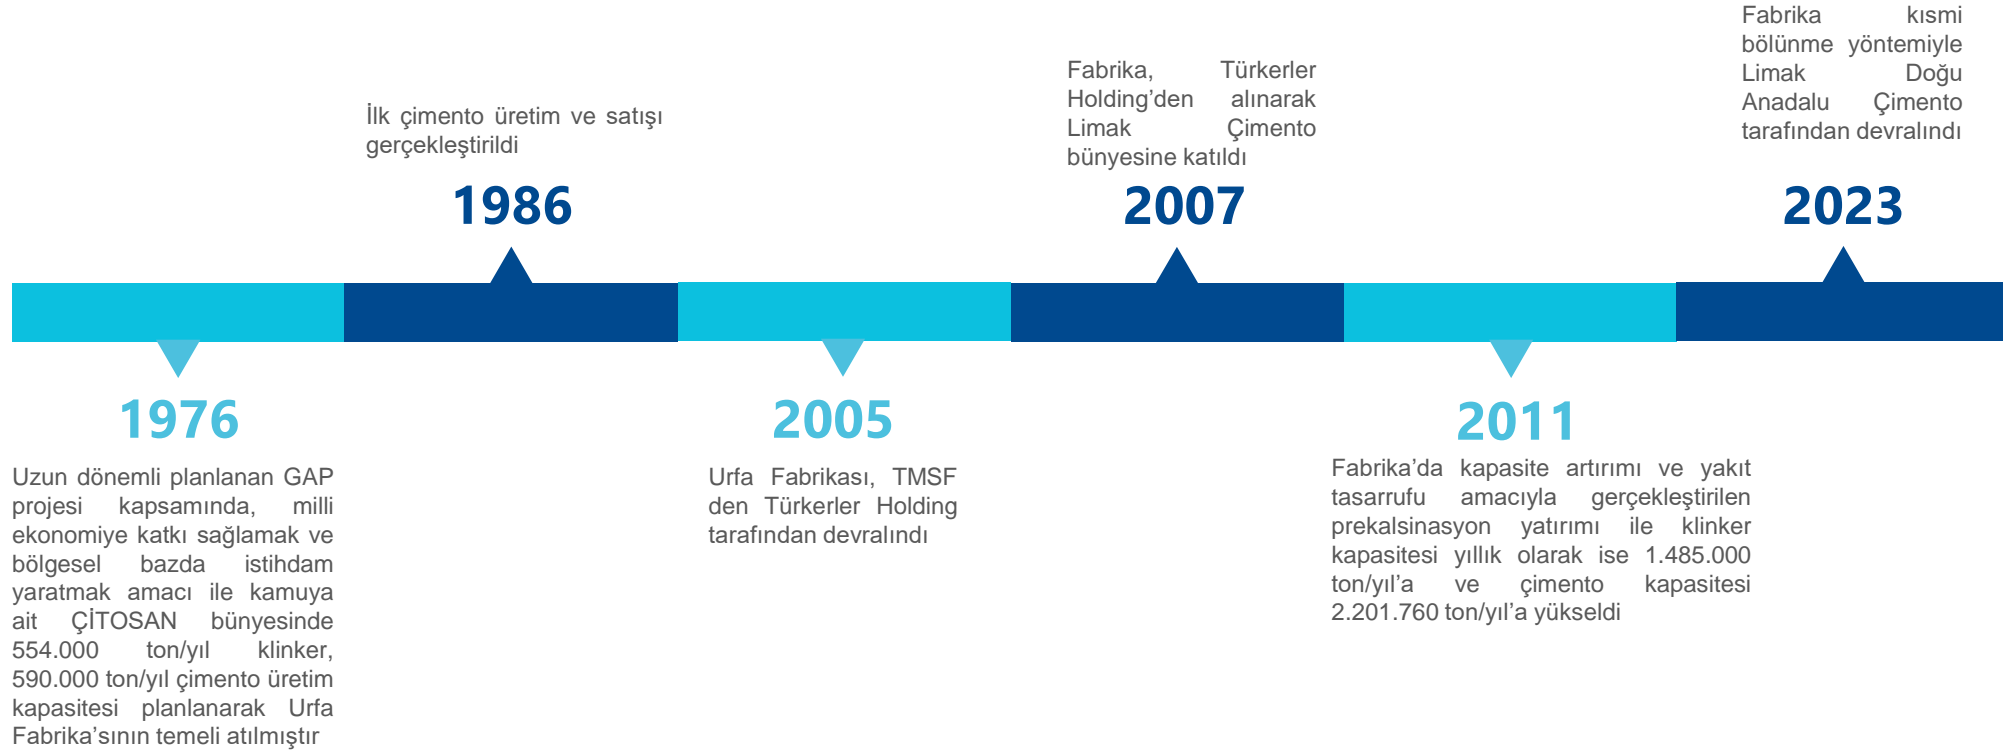 İlk çimento üretim ve satışı
gerçekleştirildi
1986
Fabrika, Türkerler
Holding’den alınarak
Limak Çimento
bünyesine katıldı
2007
Fabrika kısmi
bölünme yöntemiyle
Limak Doğu
Anadalu Çimento
tarafından devralındı
2023
1976
Uzun dönemli planlanan GAP
projesi kapsamında, milli
ekonomiye katkı sağlamak ve
bölgesel bazda istihdam
yaratmak amacı ile kamuya
ait ÇİTOSAN bünyesinde
554.000 ton/yıl klinker,
590.000 ton/yıl çimento üretim
kapasitesi planlanarak Urfa
Fabrika’sının temeli atılmıştır
2005
Urfa Fabrikası, TMSF
den Türkerler Holding
tarafından devralındı
2011
Fabrika’da kapasite artırımı ve yakıt
tasarrufu amacıyla gerçekleştirilen
prekalsinasyon yatırımı ile klinker
kapasitesi yıllık olarak ise 1.485.000
ton/yıl’a ve çimento kapasitesi
2.201.760 ton/yıl’a yükseldi